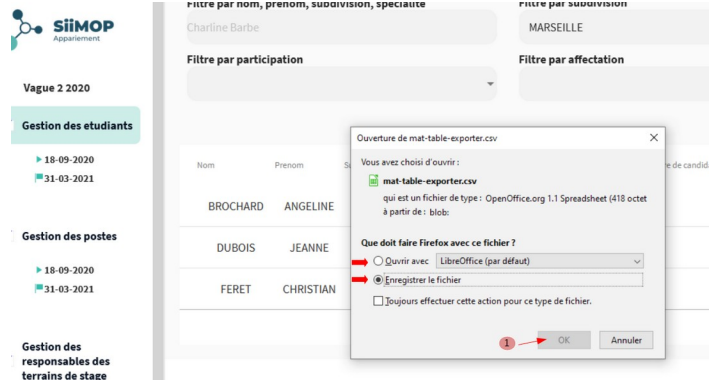 SiiMOP
Appariement
Vague 2 2020
Gestion des etudiants
18-09-2020
31-03-2021
Gestion des postes
18-09-2020
31-03-2021
Gestion des
responsables des
terrains de stage
Filtre par nom, prenom, subdivision, specialite
Charline Barbe
Filtre par subdivision
MARSEILLE
Filtre par participation
Filtre par affectation
Nom Prenom
BROCHARD ANGELINE
DUBOIS JEANNE
FERET CHRISTIAN
Ouverture de mat-table-exporter.csv
Vous avez choisi d'ouvrir :
mat-table-exporter.csv
qui est un fichier de type : OpenOffice.org 1.1 Spreadsheet (418 octet
à partir de : blob:
Que doit faire Firefox avec ce fichier ?
Ouvrir avec LibreOffice (par défaut)
Enregistrer le fichier
Toujours effectuer cette action pour ce type de fichier.
1 OK Annuler